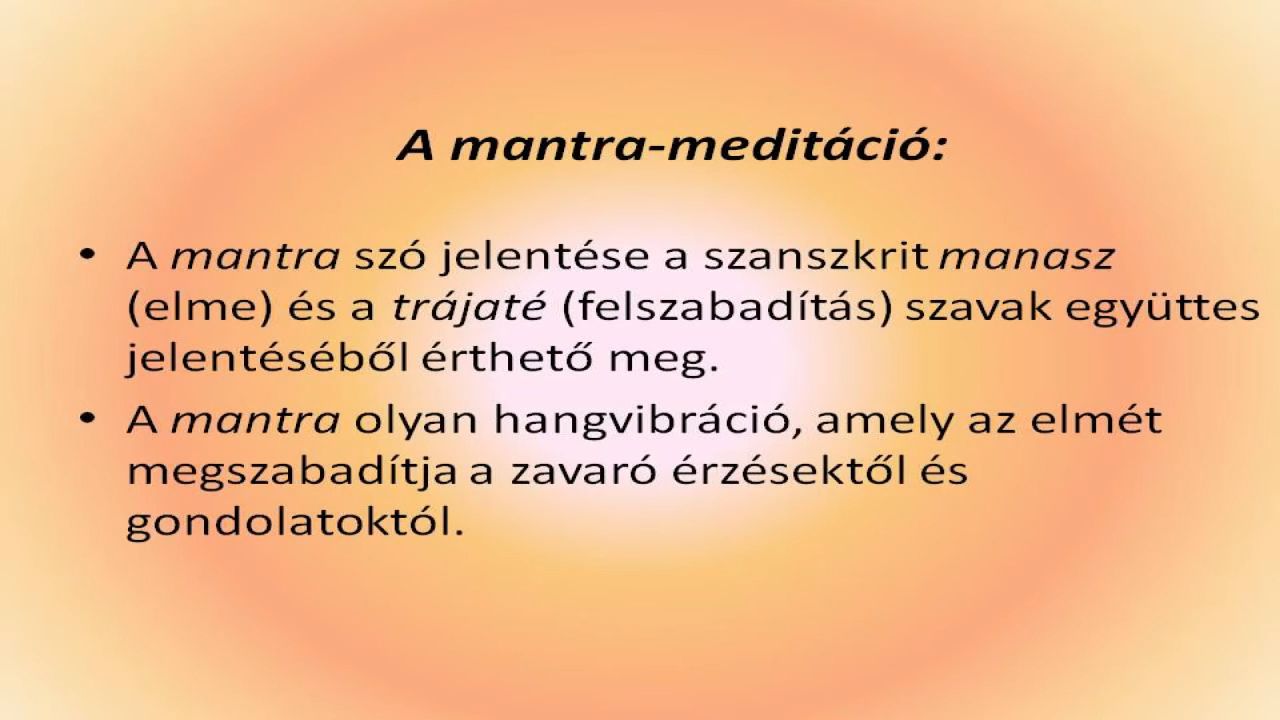 A mantra-meditáció:
• A mantra szó jelentése a szanszkrit manasz
(elme) és a trájaté (felszabadítás) szavak együttes
jelentéséből érthető meg.
• A mantra olyan hangvibráció, amely az elmét
megszabadítja a zavaró érzésektől és
gondolatoktól.